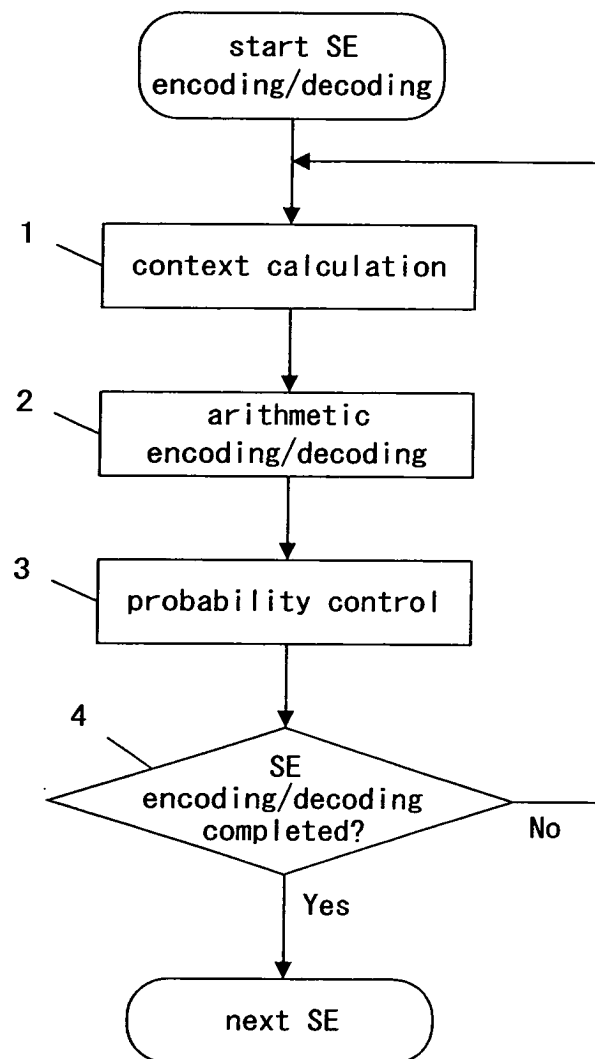 start SE
encoding/decoding
1
context calculation
2
arithmetic
encoding/decoding
3
probability control
4
SE
encoding/decoding
completed?
No
Yes
next SE